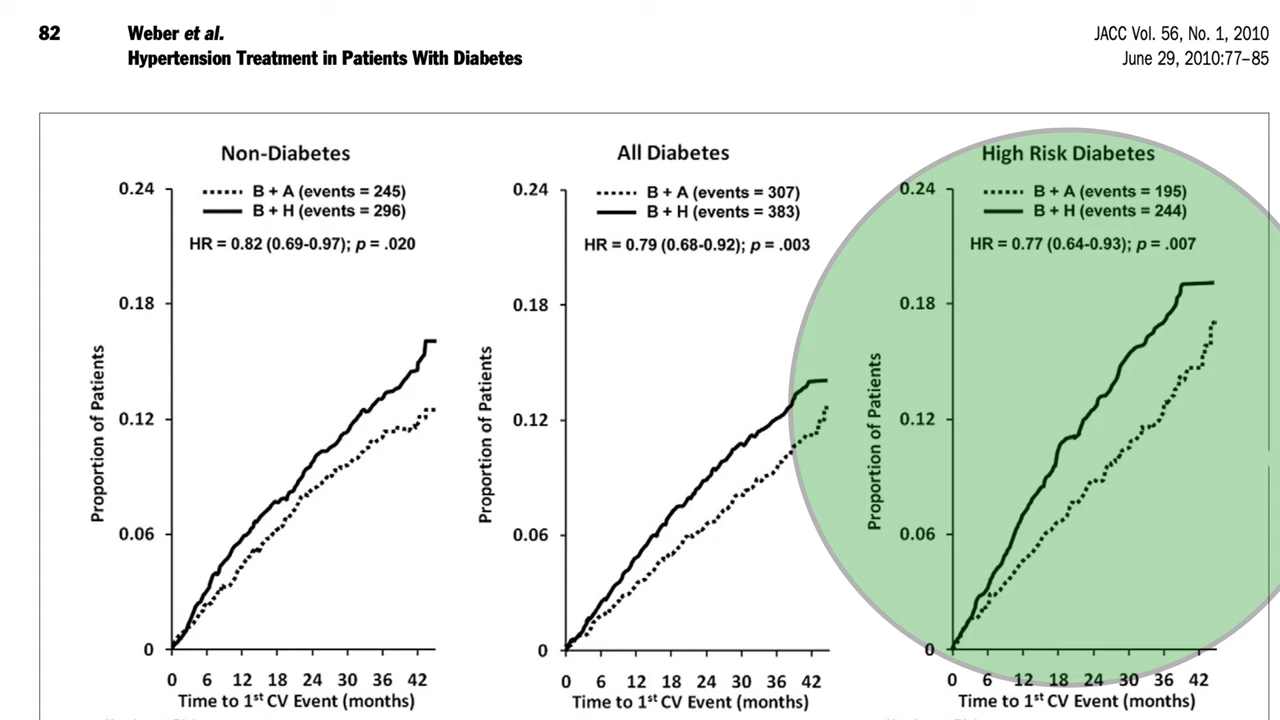 82
Weber et al.
JACC Vol. 56, No. 1, 2010
Hypertension Treatment in Patients With Diabetes
June 29, 2010:77–85
Non-Diabetes
B + A (events = 245)
B + H (events = 296)
HR = 0.82 (0.69-0.97); p = .020
Proportion of Patients
0.24
0.18
0.12
0.06
0
0 6 12 18 24 30 36 42
Time to 1st CV Event (months)
All Diabetes
B + A (events = 307)
B + H (events = 383)
HR = 0.79 (0.68-0.92); p = .003
Proportion of Patients
0.24
0.18
0.12
0.06
0
0 6 12 18 24 30 36 42
Time to 1st CV Event (months)
High Risk Diabetes
B + A (events = 195)
B + H (events = 244)
HR = 0.77 (0.64-0.93); p = .007
Proportion of Patients
0.24
0.18
0.12
0.06
0
0 6 12 18 24 30 36 42
Time to 1st CV Event (months)